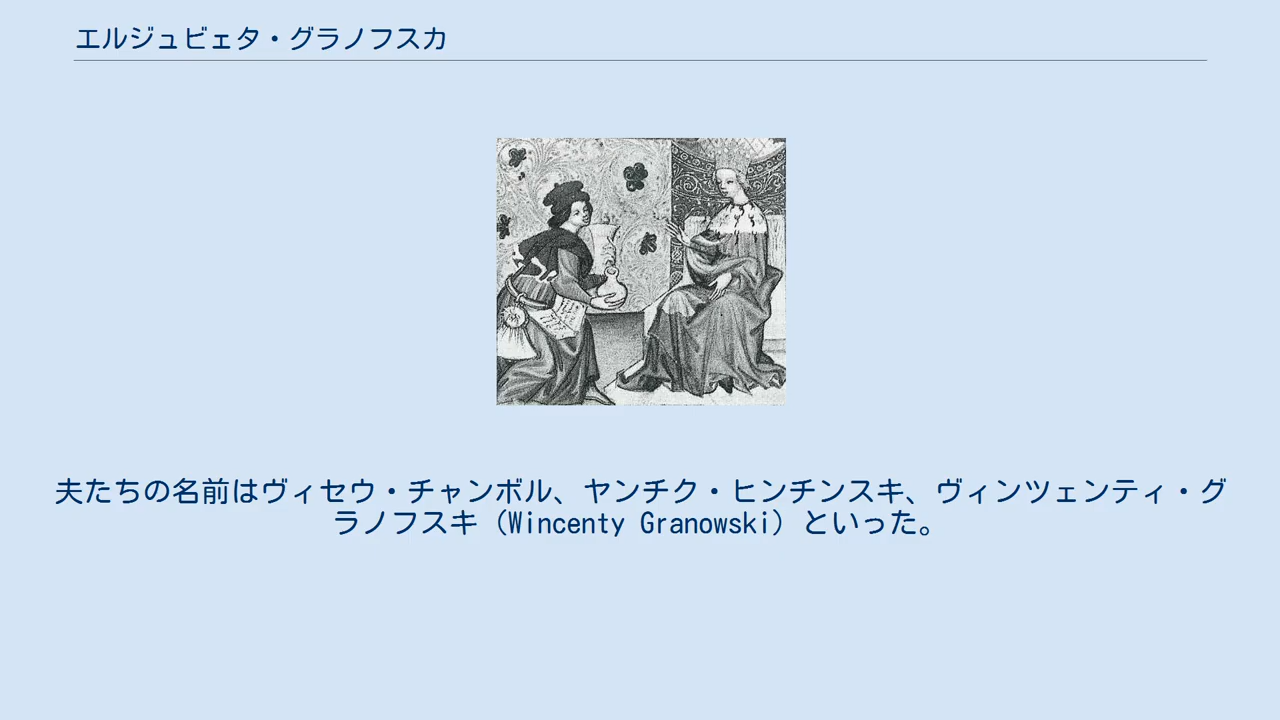 エルジュビェタ・グラノフスカ
夫たちの名前はヴィセウ・チャンボル、ヤンチク・ヒンチンスキ、ヴィンツェンティ・グ
ラノフスキ（Wincenty Granowski）といった。